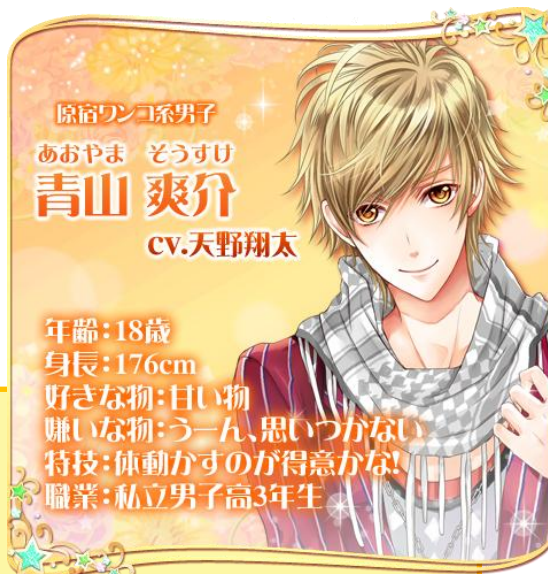 原宿ワンコ系男子
あおやま そうすけ
青山 爽介
CV.天野翔太
年齢：18歳
身長：176cm
好きな物：甘い物
嫌いな物：うーん、思いつかない
特技：体動かすのが得意かな！
職業：私立男子高3年生